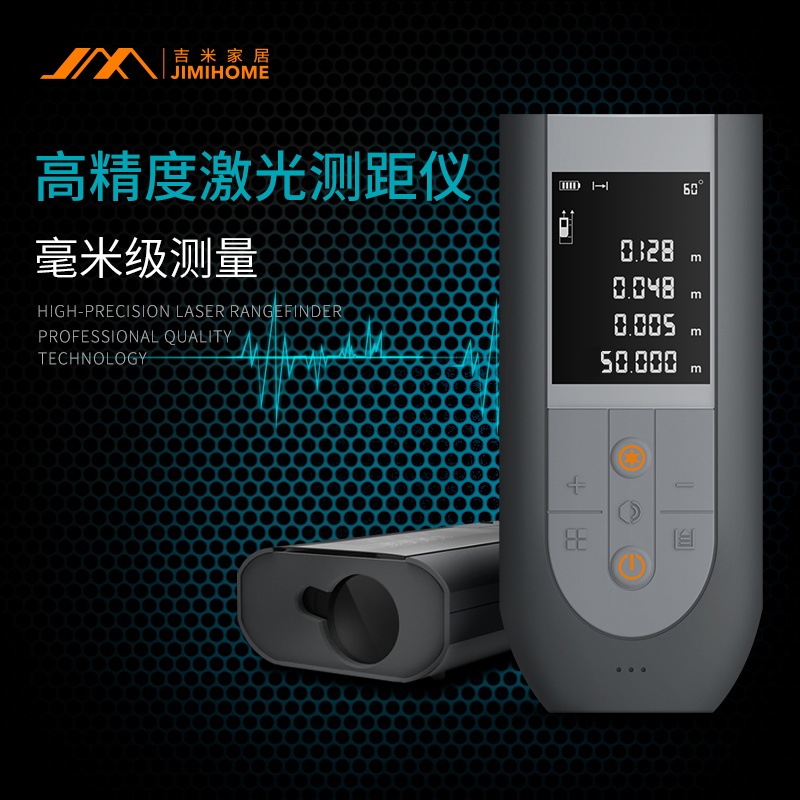 吉米家居
JIMIHOME
高精度激光测距仪
毫米级测量
HIGH-PRECISION LASER RANGEFINDER
PROFESSIONAL QUALITY
TECHNOLOGY
60°
0.128 m
0.048 m
0.005 m
50.000 m